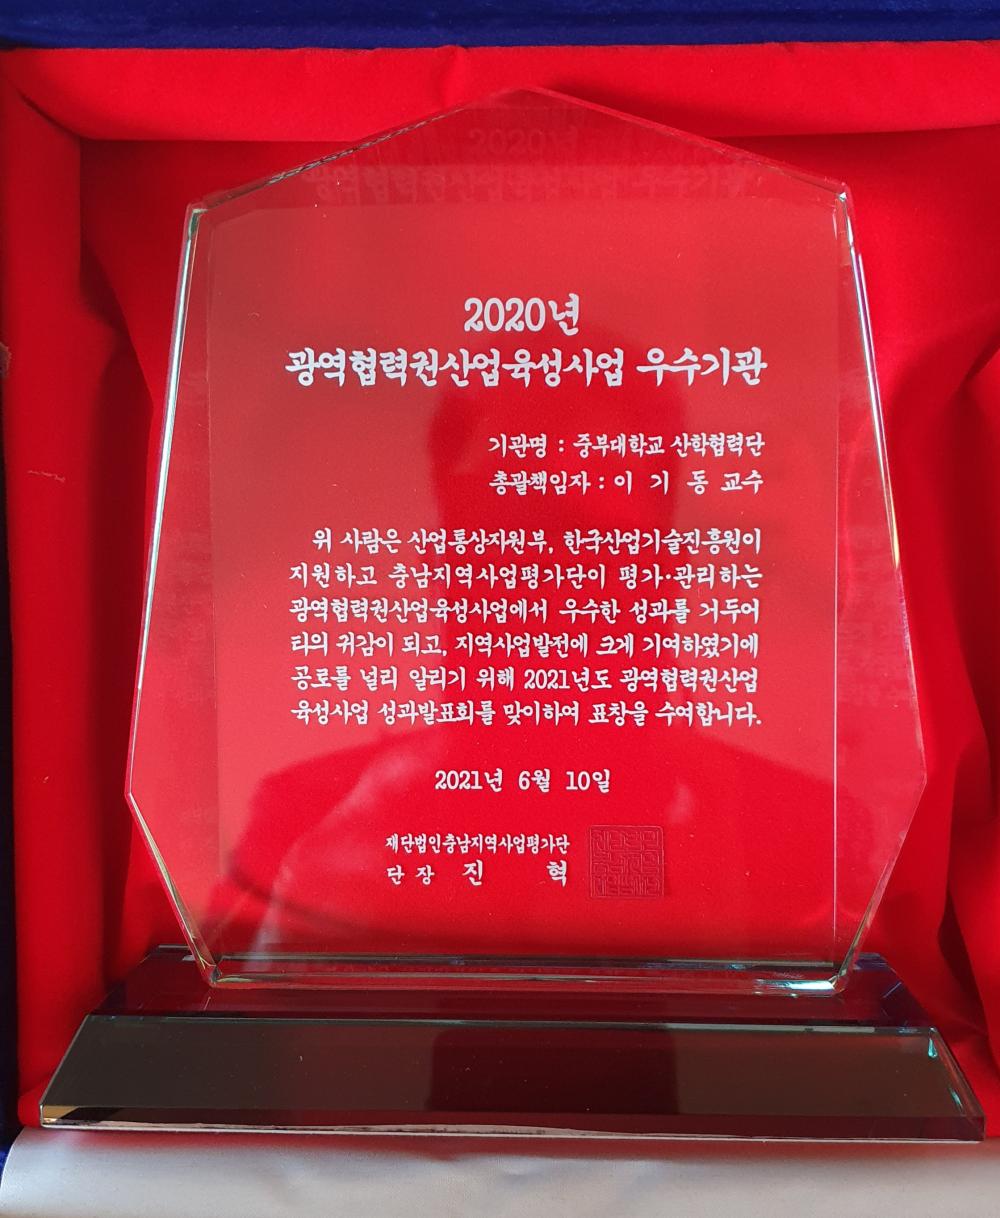 2020년
광역협력권산업육성사업 우수기관
기관명 : 중부대학교 산학협력단
총괄책임자 : 이 기 동 교수
위 사람은 산업통상자원부, 한국산업기술진흥원이
지원하고 충남지역사업평가단이 평가·관리하는
광역협력권산업육성사업에서 우수한 성과를 거두어
타의 귀감이 되고, 지역사업발전에 크게 기여하였기에
공로를 널리 알리기 위해 2021년도 광역협력권산업
육성사업 성과발표회를 맞이하여 표창을 수여합니다.
2021년 6월 10일
재단법인충남지역사업평가단
단 장 진 혁